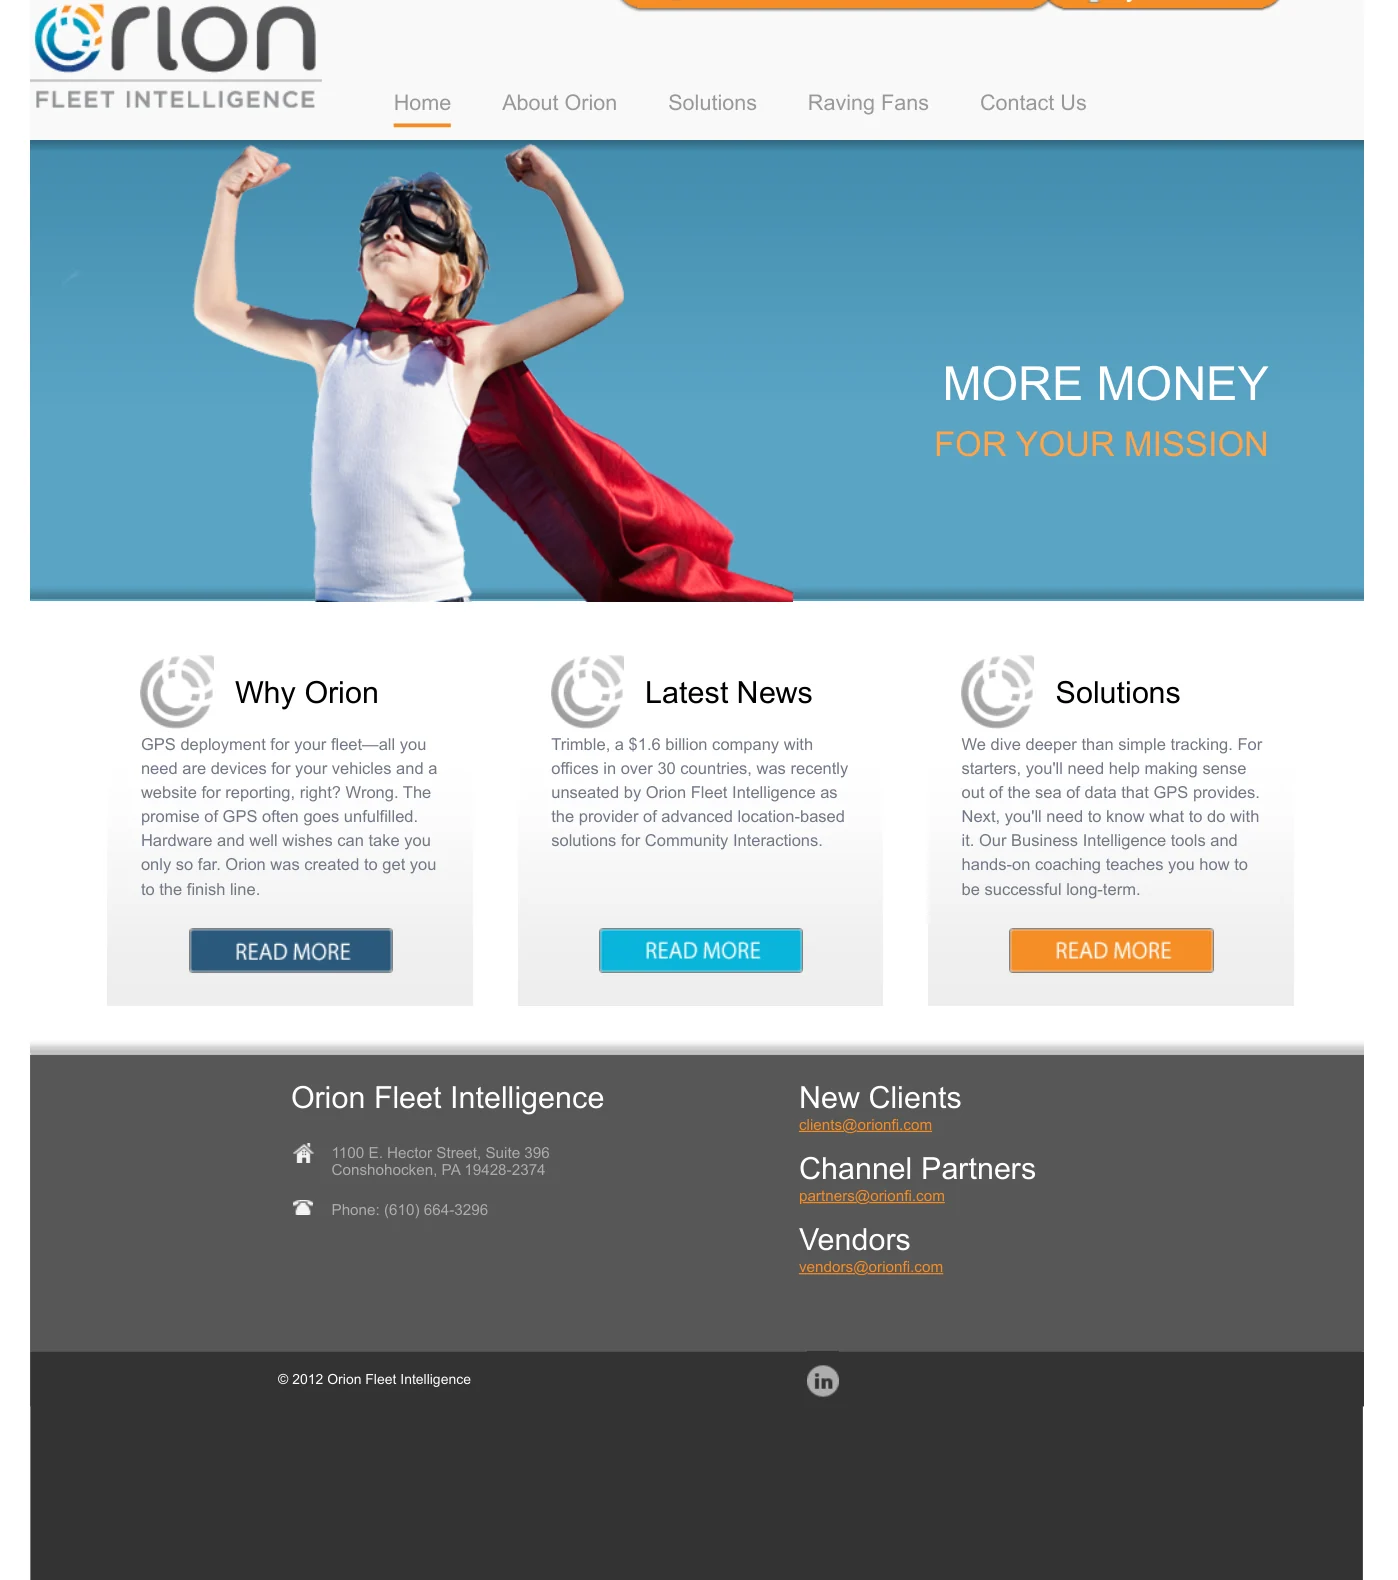 orion
FLEET INTELLIGENCE
Home About Orion Solutions Raving Fans Contact Us
MORE MONEY
FOR YOUR MISSION
Why Orion
GPS deployment for your fleet—all you
need are devices for your vehicles and a
website for reporting, right? Wrong. The
promise of GPS often goes unfulfilled.
Hardware and well wishes can take you
only so far. Orion was created to get you
to the finish line.
READ MORE
Latest News
Trimble, a $1.6 billion company with
offices in over 30 countries, was recently
unseated by Orion Fleet Intelligence as
the provider of advanced location-based
solutions for Community Interactions.
READ MORE
Solutions
We dive deeper than simple tracking. For
starters, you'll need help making sense
out of the sea of data that GPS provides.
Next, you'll need to know what to do with
it. Our Business Intelligence tools and
hands-on coaching teaches you how to
be successful long-term.
READ MORE
Orion Fleet Intelligence
1100 E. Hector Street, Suite 396
Conshohocken, PA 19428-2374
Phone: (610) 664-3296
New Clients
clients@orionfi.com
Channel Partners
partners@orionfi.com
Vendors
vendors@orionfi.com
© 2012 Orion Fleet Intelligence
in